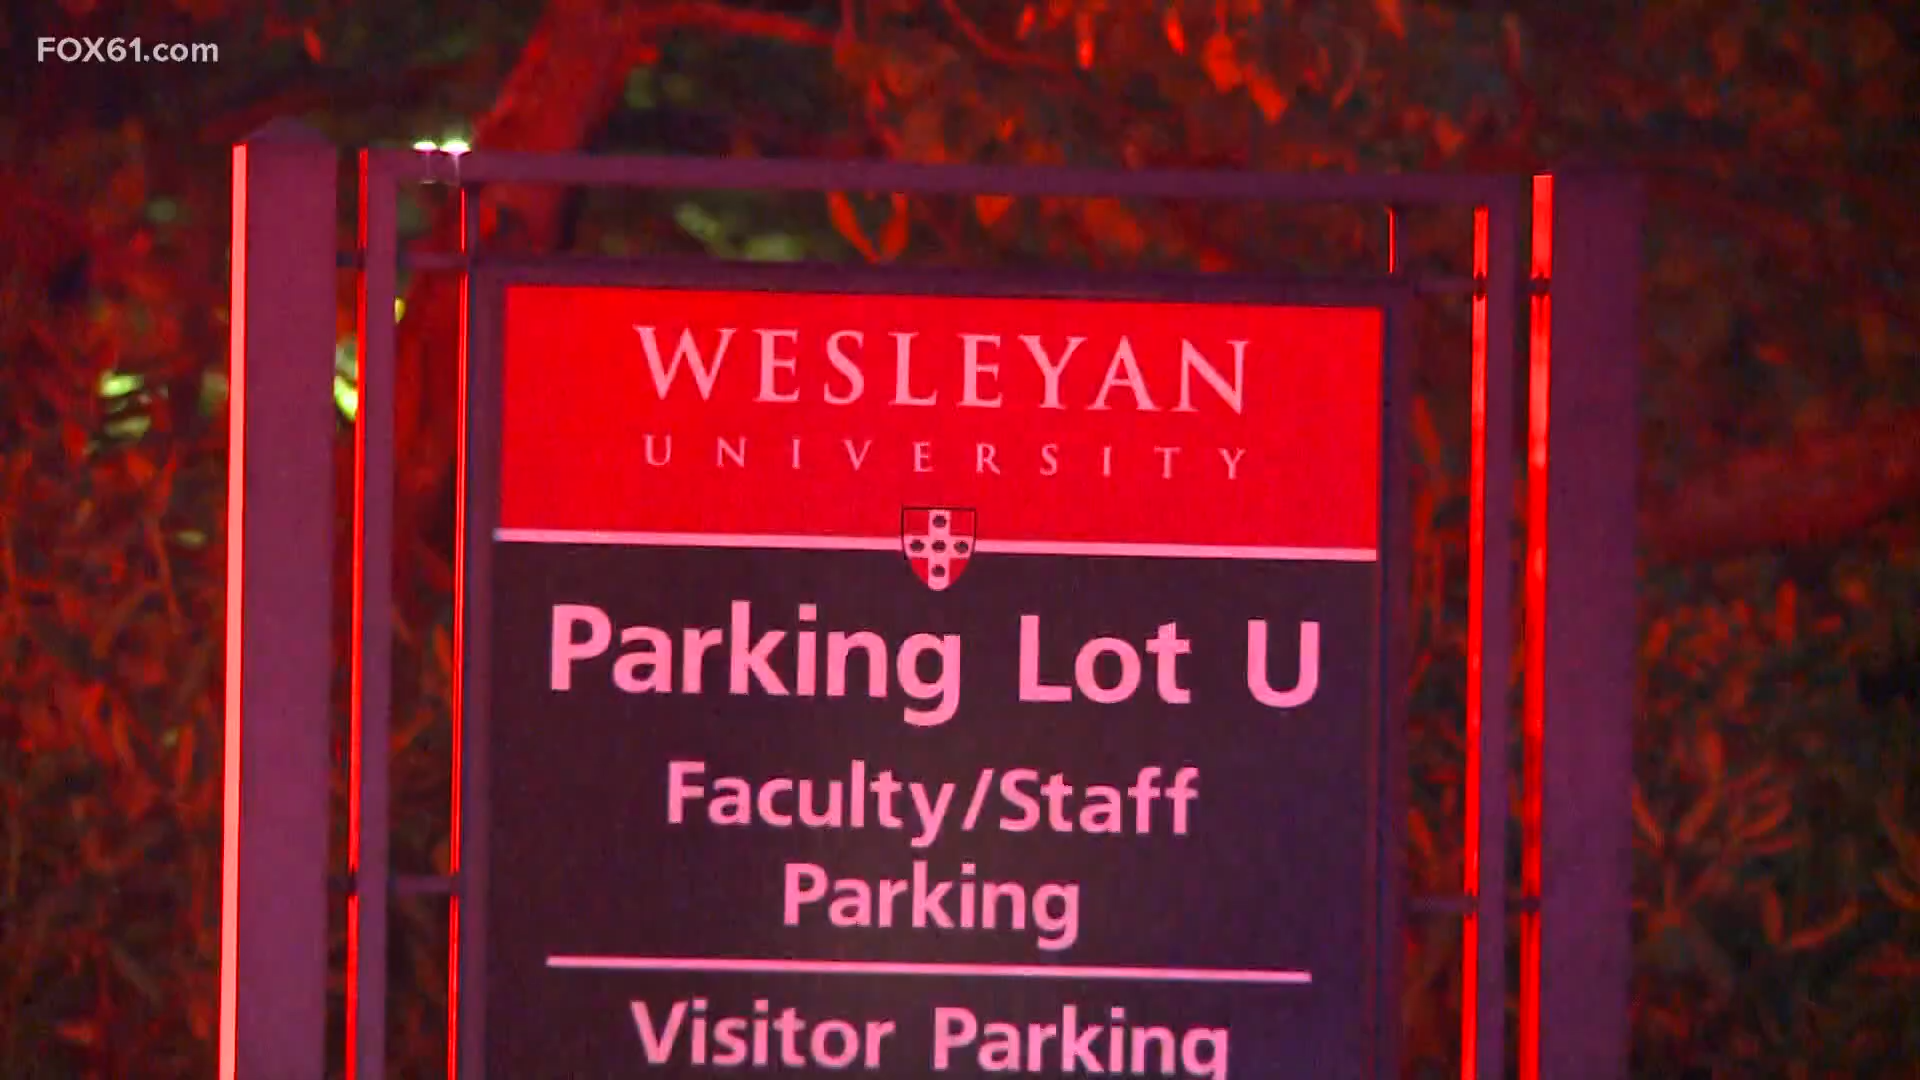 FOX61.com
WESLEYAN
UNIVERSITY
Parking Lot U
Faculty/Staff
Parking
Visitor Parking